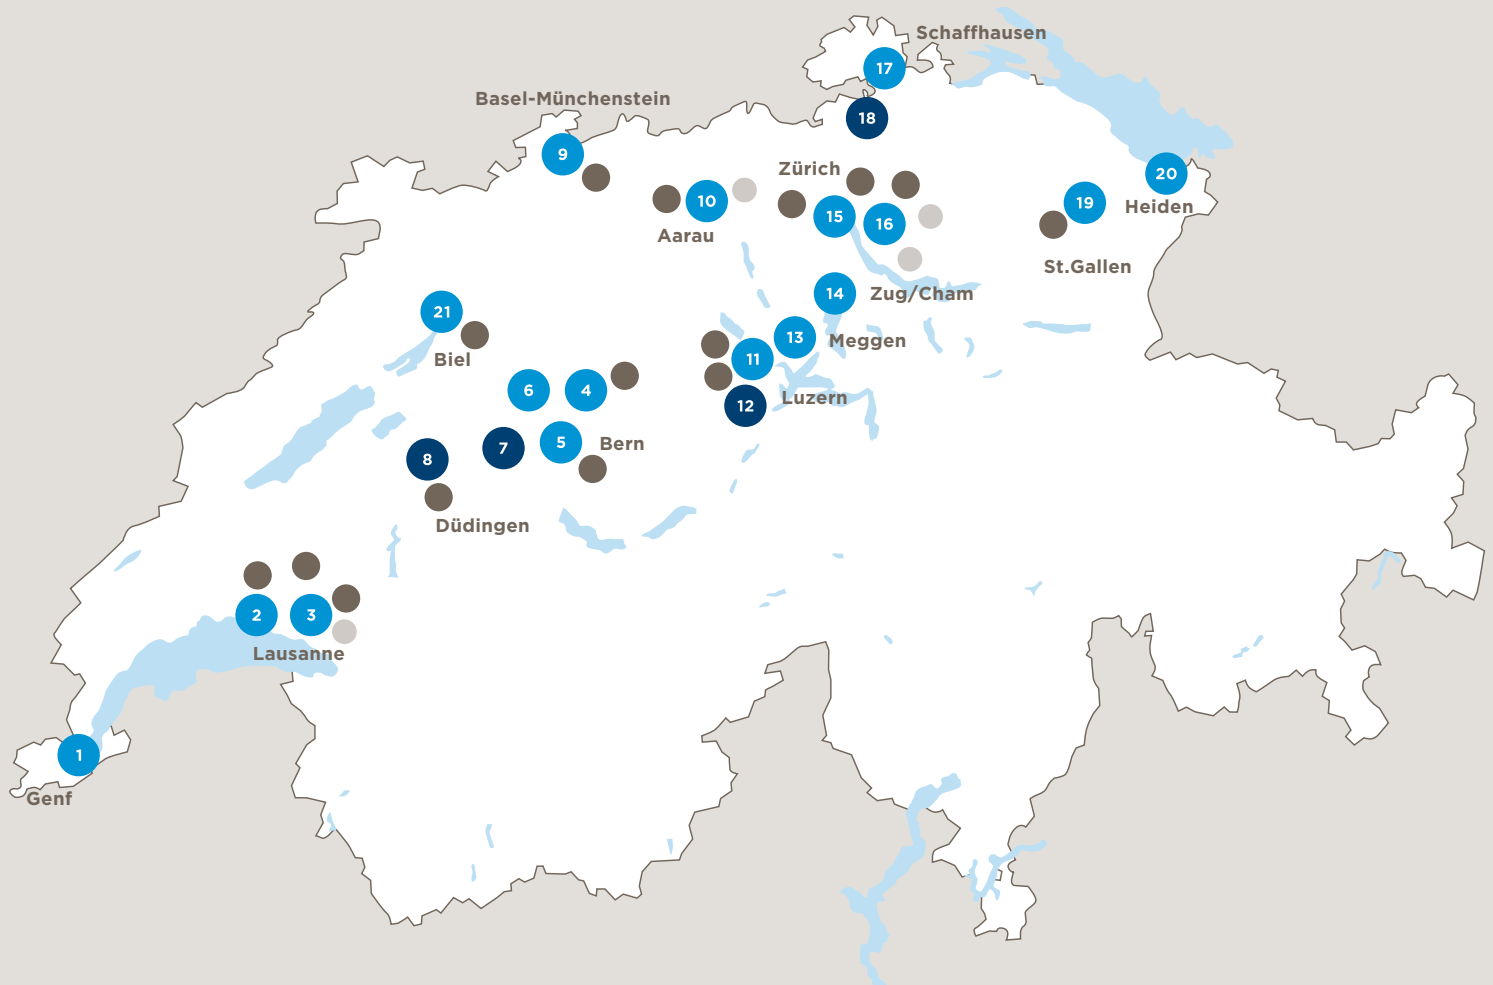 Schaffhausen
17
Basel-Münchenstein
18
9
Zürich
20
10
19
Heiden
15
16
Aarau
St.Gallen
14
Zug/Cham
21
13
Meggen
Biel
11
6
4
Luzern
12
5
Bern
7
8
Düdingen
2
3
Lausanne
1
Genf